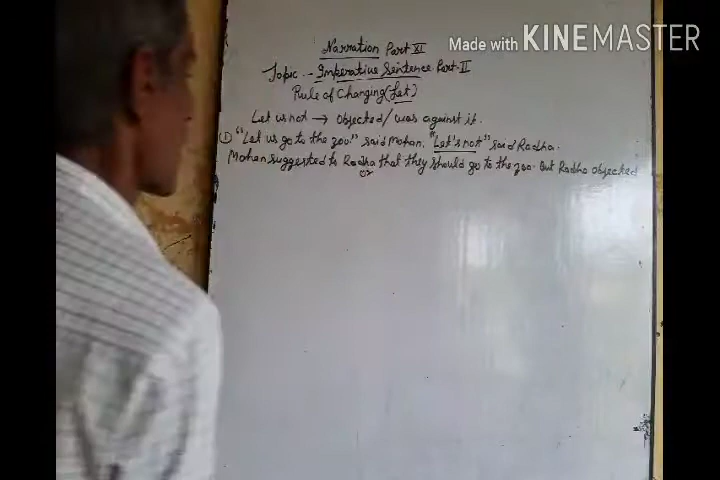 Made with KINEMASTER
Narration Part XI
Topic :- Imperative Sentence Part-II
Rule of Changing (Let)
Let us not → objected/was against it.
① "Let us go to the zoo." said Mohan. "Let's not" said Radha.
Mohan suggested to Radha that they should go to the zoo. But Radha objected
or